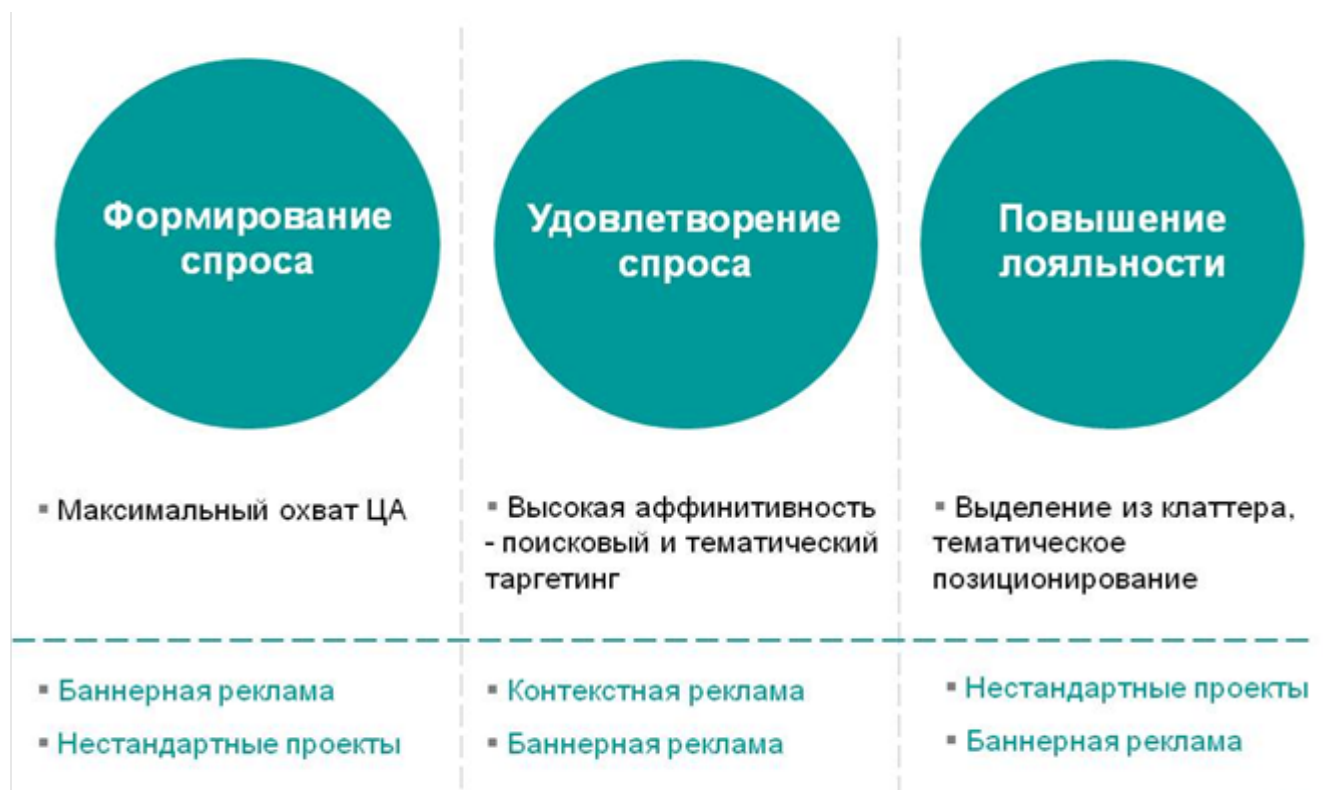 Формирование
спроса
Удовлетворение
спроса
Повышение
лояльности
▪ Максимальный охват ЦА
▪ Высокая аффинитивность
- поисковый и тематический
таргетинг
▪ Выделение из клаттера,
тематическое
позиционирование
▪ Баннерная реклама
▪ Нестандартные проекты
▪ Контекстная реклама
▪ Баннерная реклама
▪ Нестандартные проекты
▪ Баннерная реклама